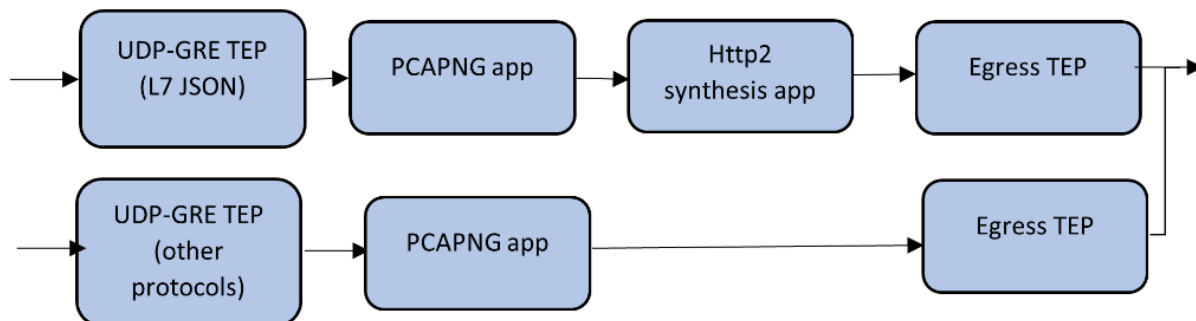 UDP-GRE TEP
(L7 JSON)
PCAPNG app
Http2
synthesis app
Egress TEP
UDP-GRE TEP
(other
protocols)
PCAPNG app
Egress TEP